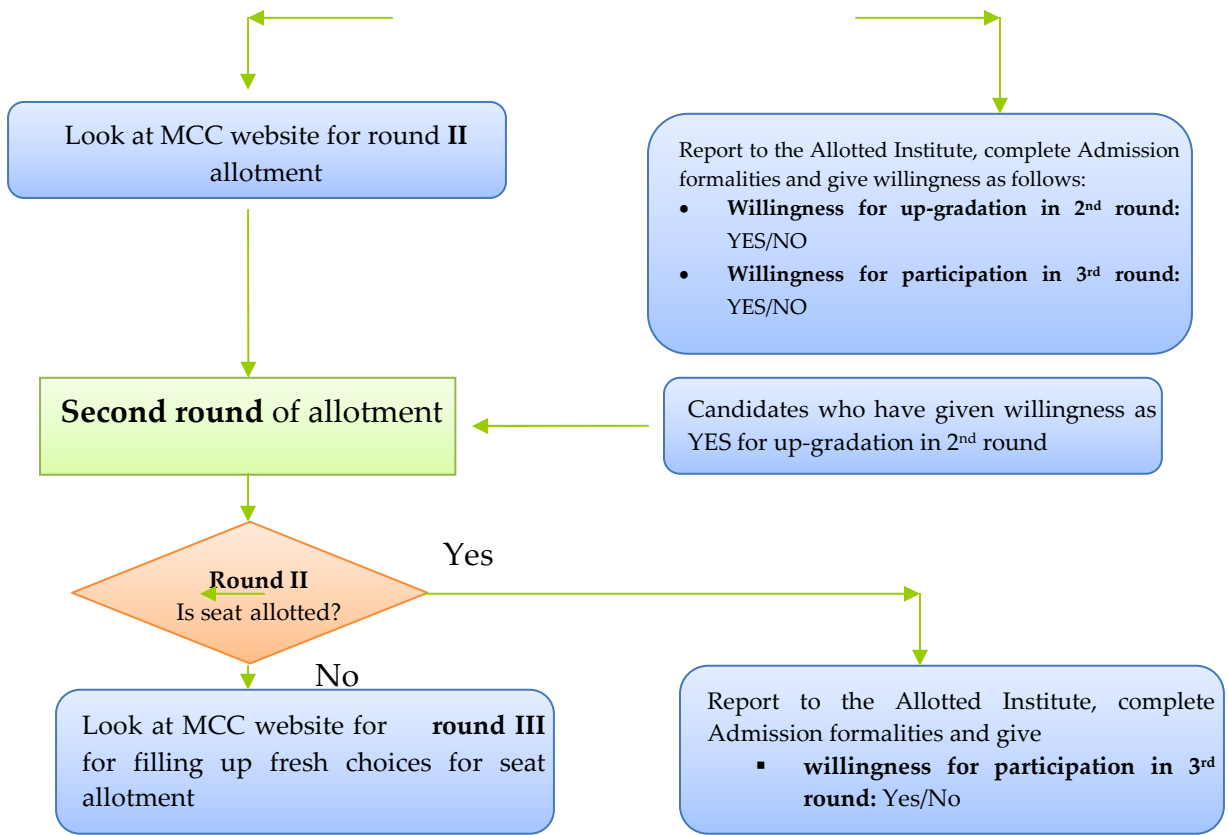 Look at MCC website for round II
allotment
Report to the Allotted Institute, complete Admission
formalities and give willingness as follows:
• Willingness for up-gradation in 2nd round:
YES/NO
• Willingness for participation in 3rd round:
YES/NO
Second round of allotment
Candidates who have given willingness as
YES for up-gradation in 2nd round
Yes
Round II
Is seat allotted?
No
Look at MCC website for round III
for filling up fresh choices for seat
allotment
Report to the Allotted Institute, complete
Admission formalities and give
▪ willingness for participation in 3rd
round: Yes/No